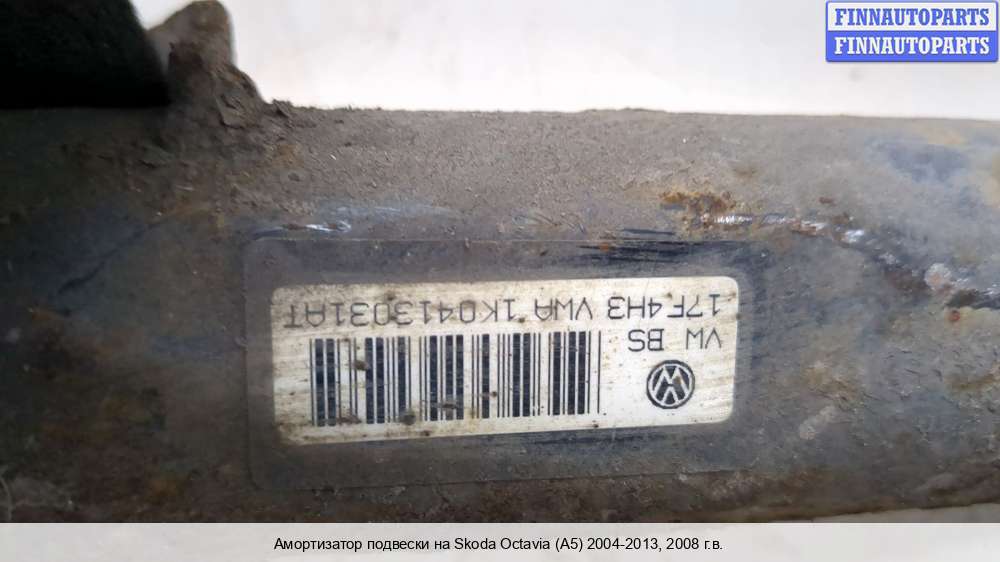 FINNAUTOPARTS
FINNAUTOPARTS
VW BS
17F4H3 VWA 1K0413031AT
Амортизатор подвески на Skoda Octavia (A5) 2004-2013, 2008 г.в.